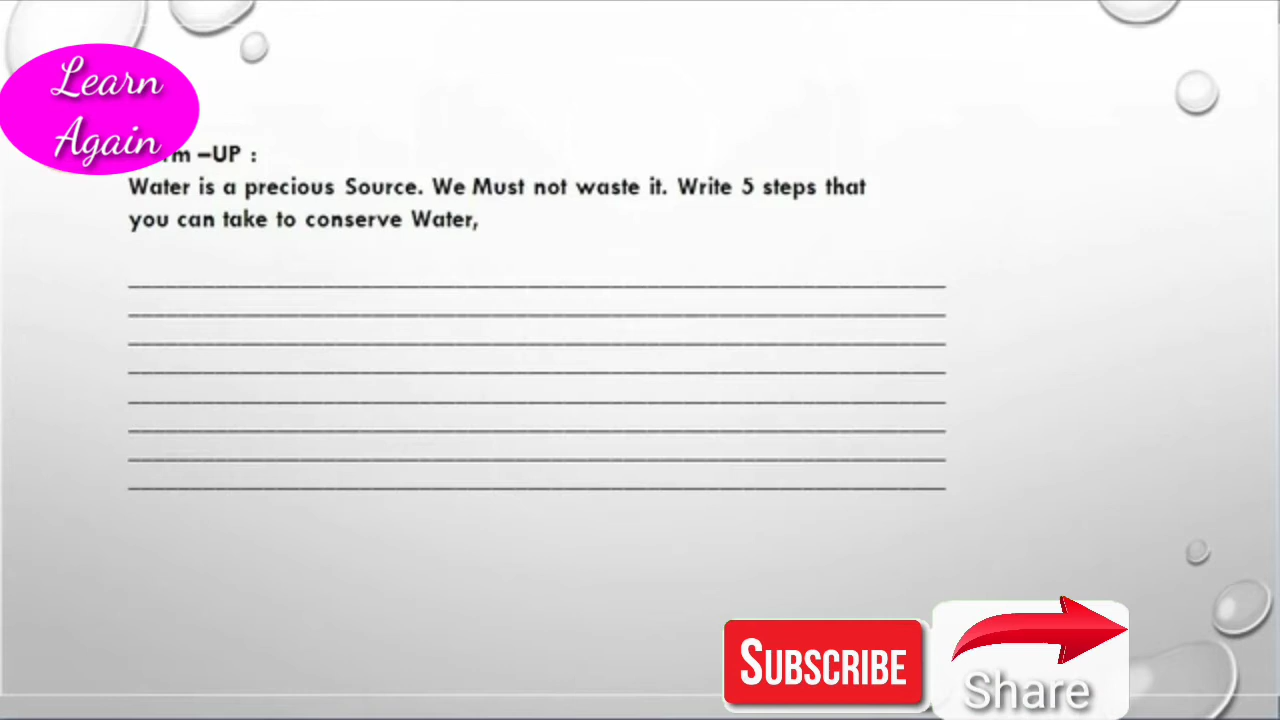 Learn
Again
–UP :
Water is a precious Source. We Must not waste it. Write 5 steps that
you can take to conserve Water,
SUBSCRIBE
Share